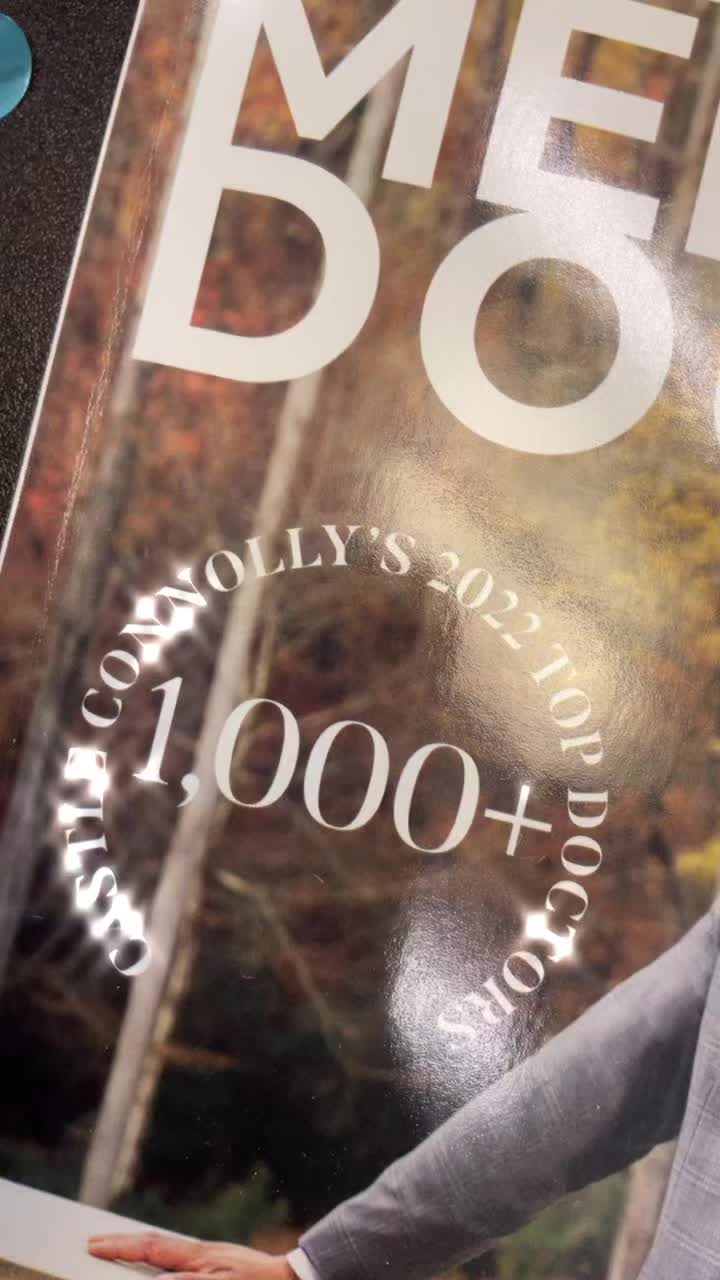 ME
DO
CASTLE CONNOLLY'S 2022 TOP DOCTORS
1,000+